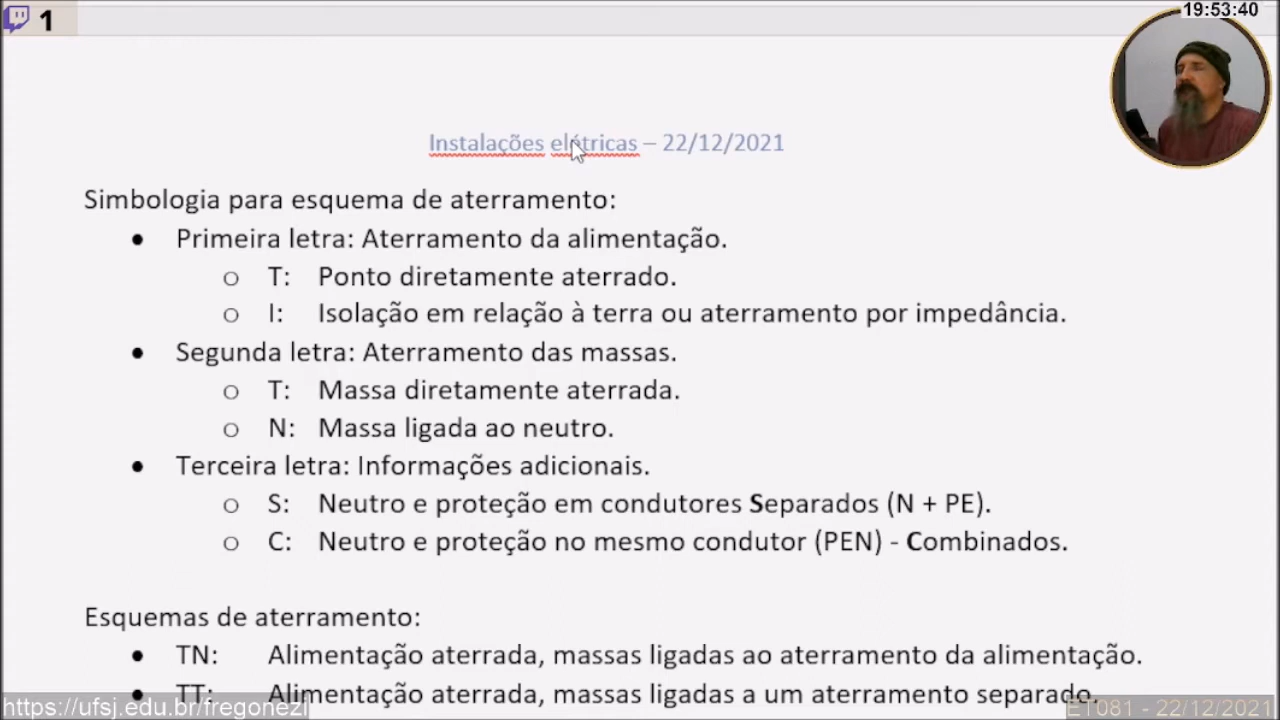 1
19:53:40
Instalações elétricas – 22/12/2021
Simbologia para esquema de aterramento:
• Primeira letra: Aterramento da alimentação.
o T: Ponto diretamente aterrado.
o I: Isolação em relação à terra ou aterramento por impedância.
• Segunda letra: Aterramento das massas.
o T: Massa diretamente aterrada.
o N: Massa ligada ao neutro.
• Terceira letra: Informações adicionais.
o S: Neutro e proteção em condutores Separados (N + PE).
o C: Neutro e proteção no mesmo condutor (PEN) - Combinados.
Esquemas de aterramento:
• TN: Alimentação aterrada, massas ligadas ao aterramento da alimentação.
• TT: Alimentação aterrada, massas ligadas a um aterramento separado.
https://ufsj.edu.br/fregonezi
ET081 - 22/12/2021